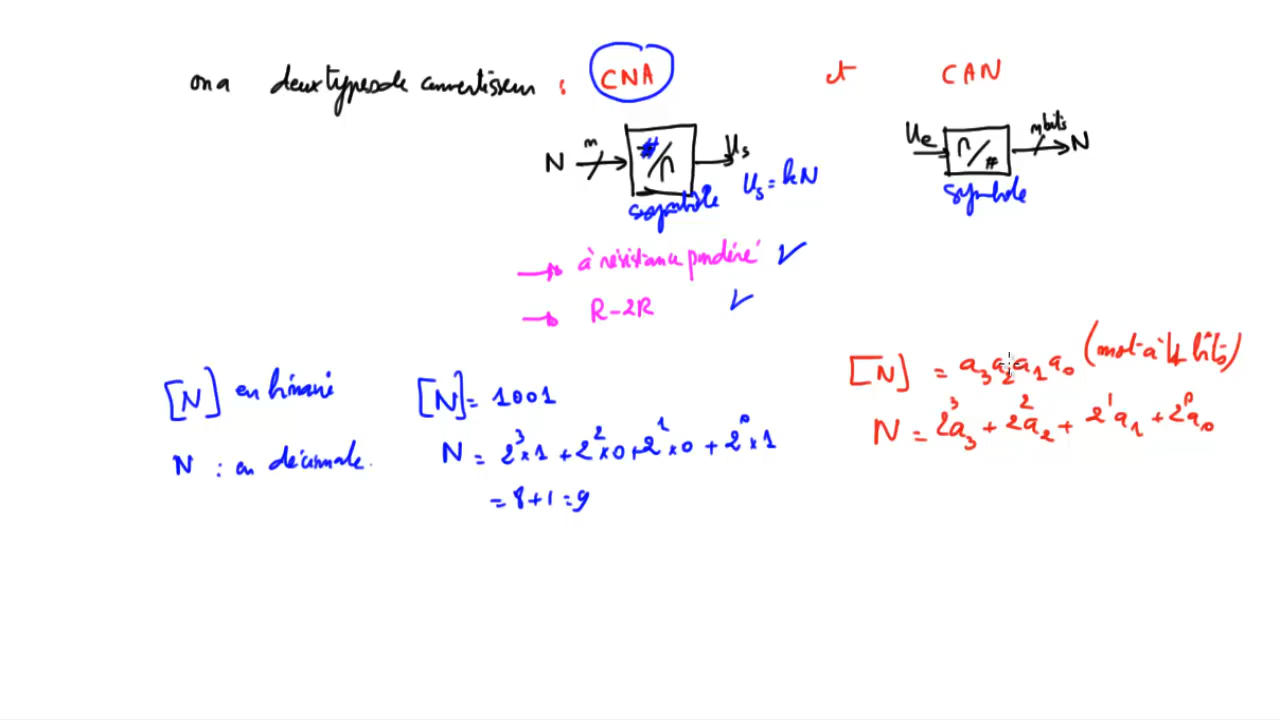 on a deux types de convertisseur : CNA et CAN
N n #/∩ Us Us = kN
symbole
Ue ∩/# n bits N
symbole
→ à résistance pondéré ✓
→ R-2R ✓
[N] en binaire
N : en décimale.
[N] = 1001
N = 2³×1 + 2²×0 + 2¹×0 + 2⁰×1
= 8+1 = 9
[N] = a₃a₂a₁a₀ (mot à 4 bits)
N = 2³a₃ + 2²a₂ + 2¹a₁ + 2⁰a₀